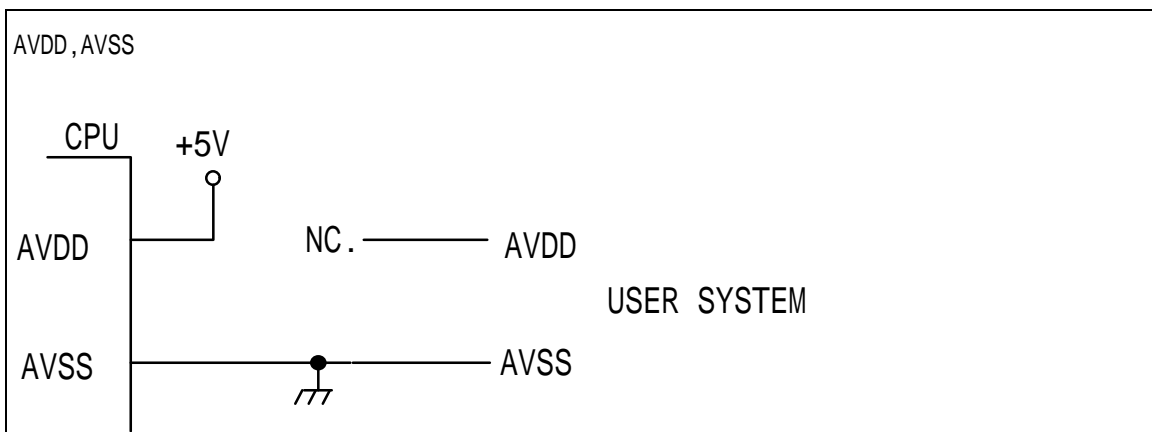 AVDD,AVSS
CPU
+5V
AVDD
NC.
AVDD
USER SYSTEM
AVSS
AVSS